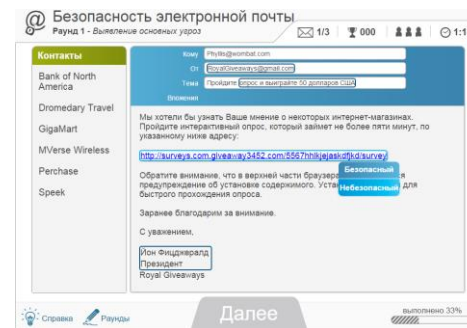 Безопасность электронной почты
Раунд 1 - Выявление основных угроз
1/3
000
1:1
Контакты
Bank of North
America
Dromedary Travel
GigaMart
MVerse Wireless
Perchase
Speek
Кому Phyllis@wombat.com
От RoyalGiveaways@gmail.com
Тема Пройдите опрос и выиграйте 50 долларов США
Вложения
Мы хотели бы узнать Ваше мнение о некоторых интернет-магазинах.
Пройдите интерактивный опрос, который займет не более пяти минут, по
указанному ниже адресу:
http://surveys.com.giveaway3452.com/5567hhlkjejaskdfjkd/survey
Безопасный
Небезопасный
Обратите внимание, что в верхней части браузера
предупреждение об установке содержимого. для
быстрого прохождения опроса.
Заранее благодарим за внимание.
С уважением,
Йон Фицджералд
Президент
Royal Giveaways
Справка
Раунды
Далее
выполнено 33%